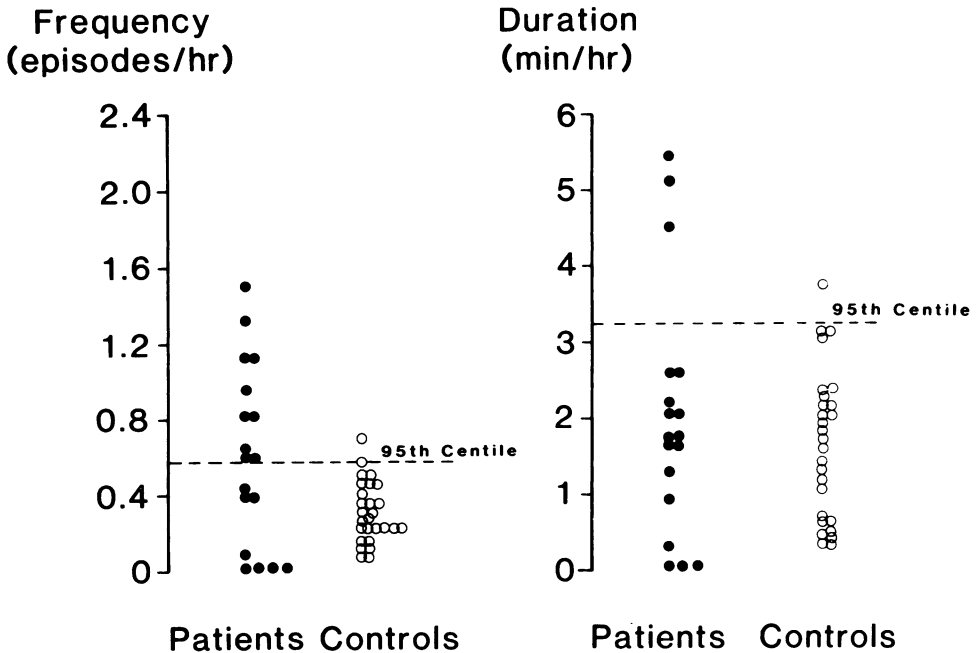 Frequency
(episodes/hr)
2.4
2.0
1.6
1.2
0.8
0.4
0
95th Centile
Patients Controls
Duration
(min/hr)
6
5
4
3
2
1
0
95th Centile
Patients Controls